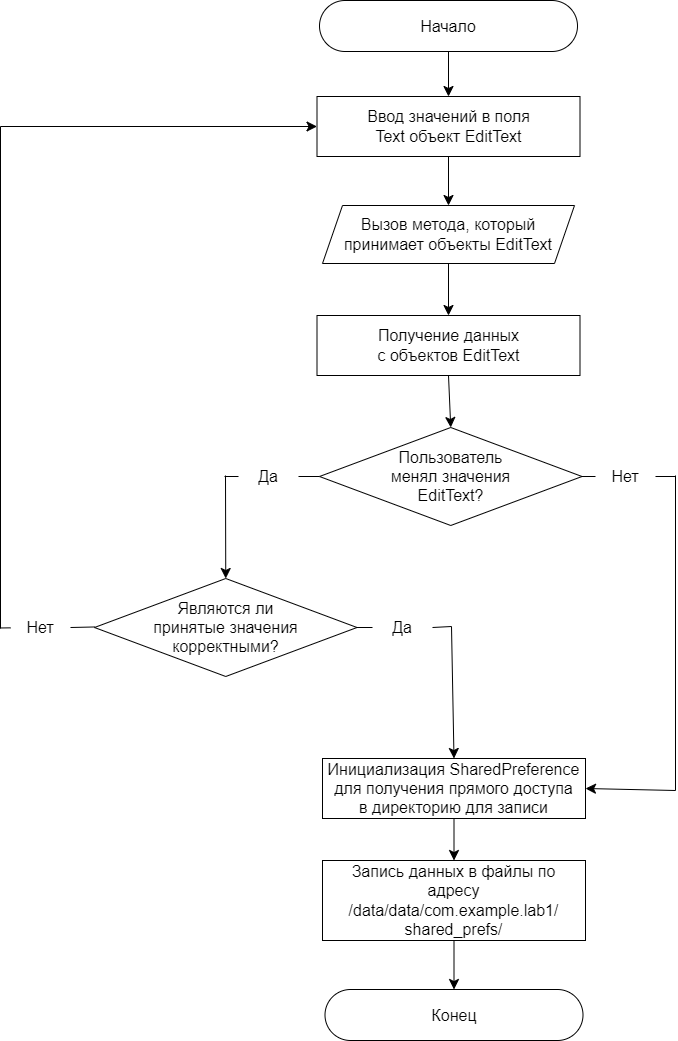 Начало
Ввод значений в поля
Text объект EditText
Вызов метода, который
принимает объекты EditText
Получение данных
с объектов EditText
Пользователь
менял значения
EditText?
Да
Нет
Являются ли
принятые значения
корректными?
Нет
Да
Инициализация SharedPreference
для получения прямого доступа
в директорию для записи
Запись данных в файлы по
адресу
/data/data/com.example.lab1/
shared_prefs/
Конец